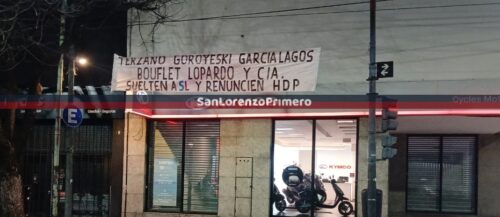 TERZANO GOROYESKI GARCIA LAGOS
BOUFLET LOPARDO Y CIA.
SUELTEN A SL Y RENUNCIEN HDP
SanLorenzoPrimero
E
KYMCO